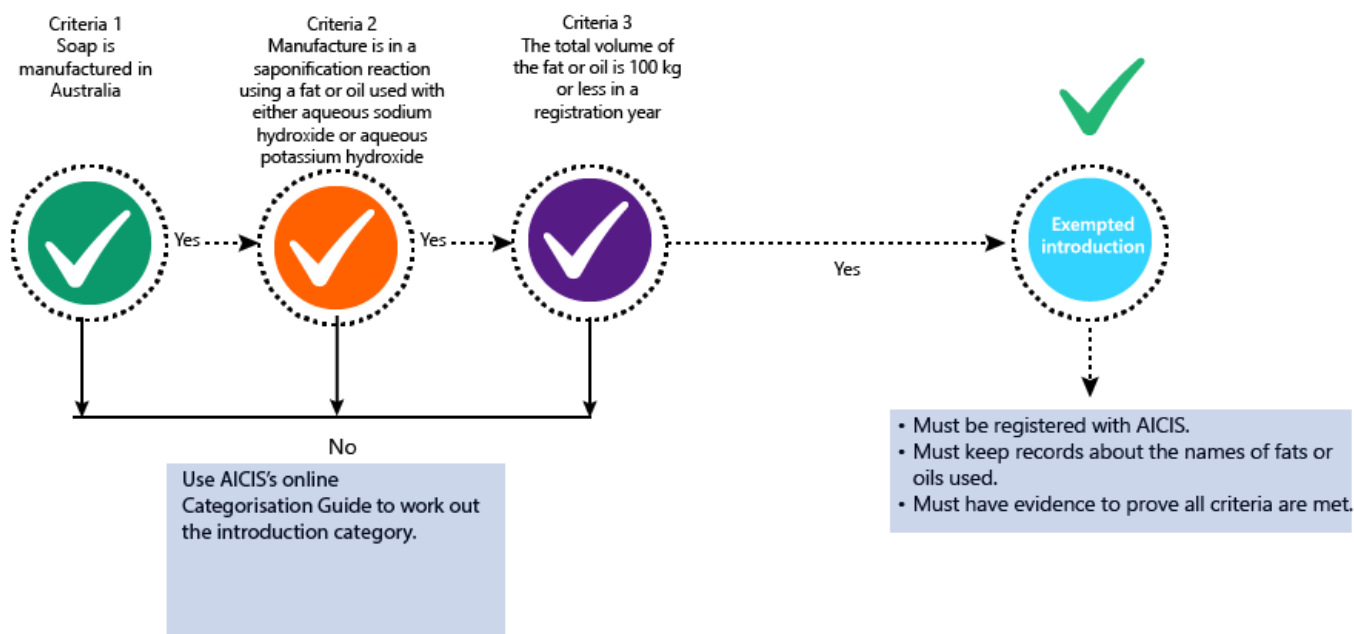 Criteria 1
Soap is
manufactured in
Australia
Criteria 2
Manufacture is in a
saponification reaction
using a fat or oil used with
either aqueous sodium
hydroxide or aqueous
potassium hydroxide
Criteria 3
The total volume of
the fat or oil is 100 kg
or less in a
registration year
Yes
Yes
Yes
Exempted
introduction
No
Use AICIS's online
Categorisation Guide to work out
the introduction category.
• Must be registered with AICIS.
• Must keep records about the names of fats or
oils used.
• Must have evidence to prove all criteria are met.